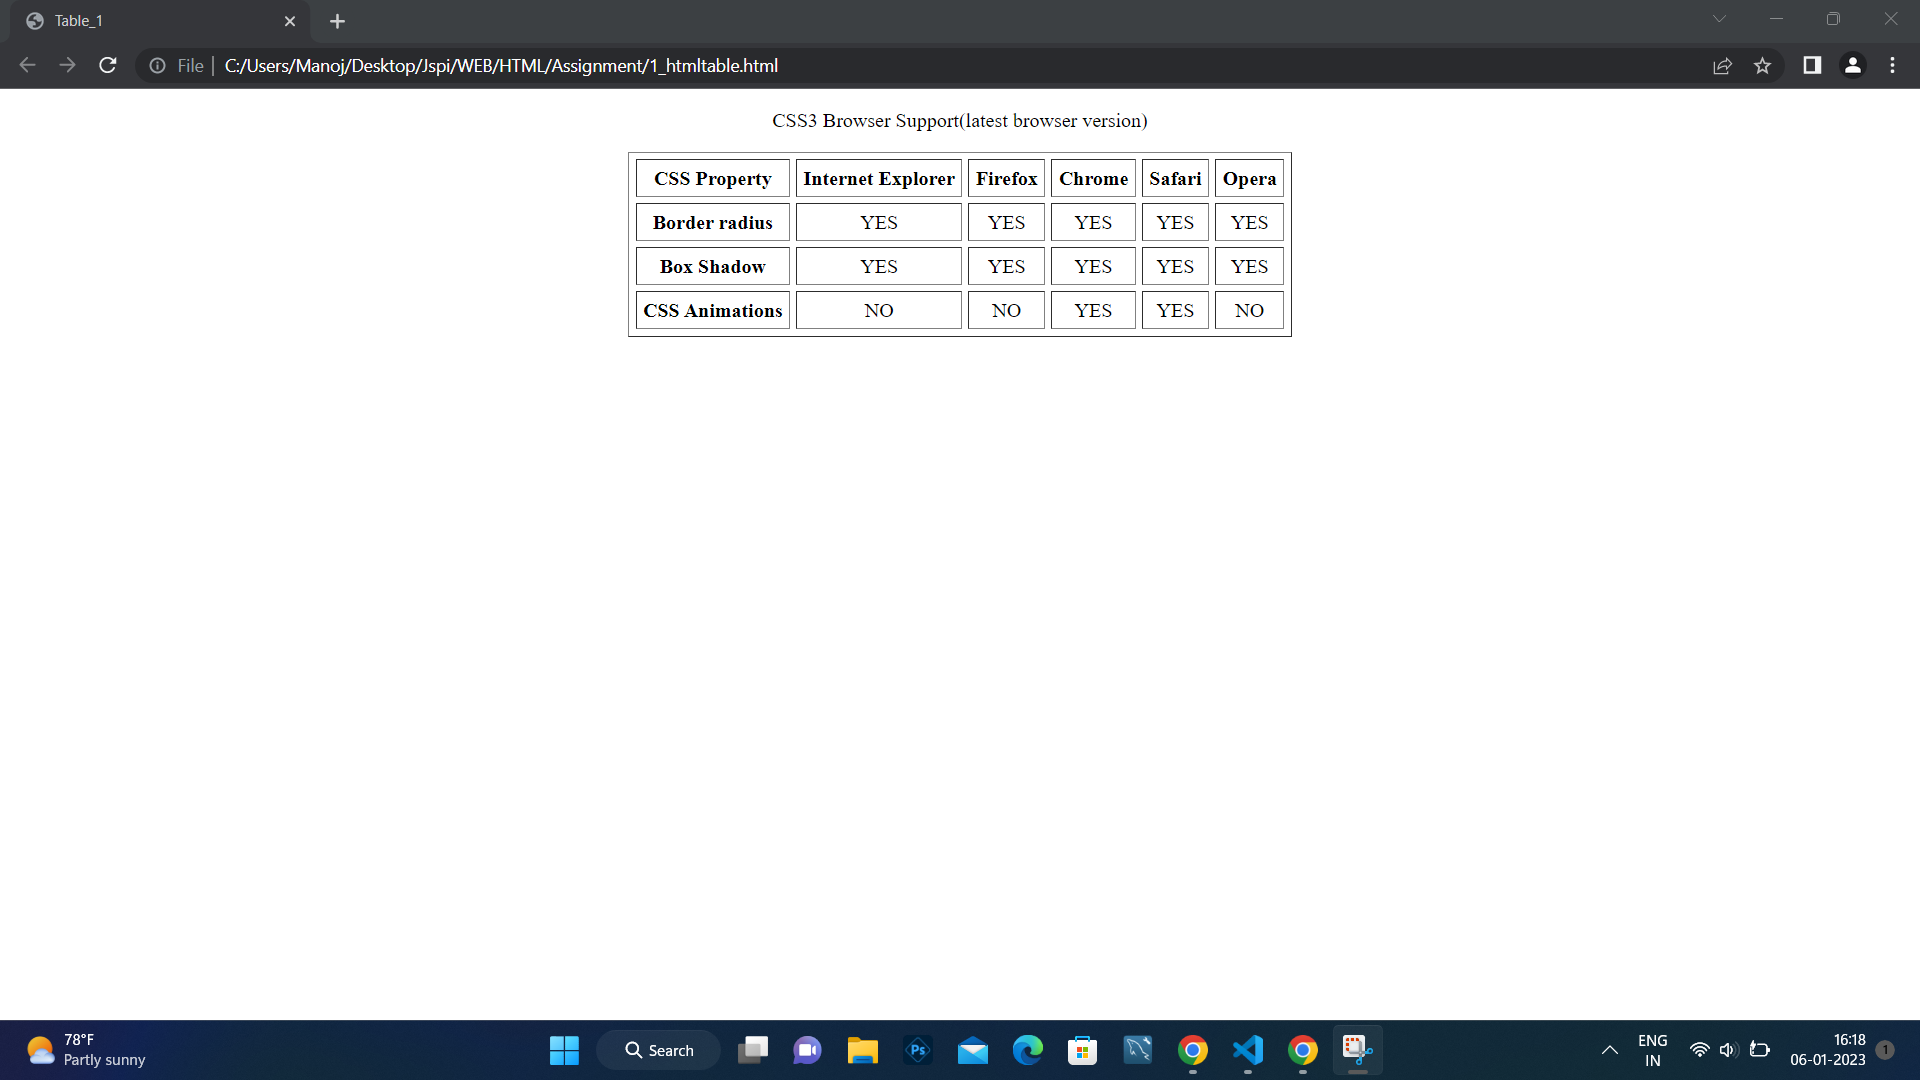 Table_1
File
C:/Users/Manoj/Desktop/Jspi/WEB/HTML/Assignment/1_htmltable.html
CSS3 Browser Support(latest browser version)
CSS Property Internet Explorer Firefox Chrome Safari Opera
Border radius YES YES YES YES YES
Box Shadow YES YES YES YES YES
CSS Animations NO NO YES YES NO
78°F
Partly sunny
Search
Ps
ENG
IN
16:18
06-01-2023
1